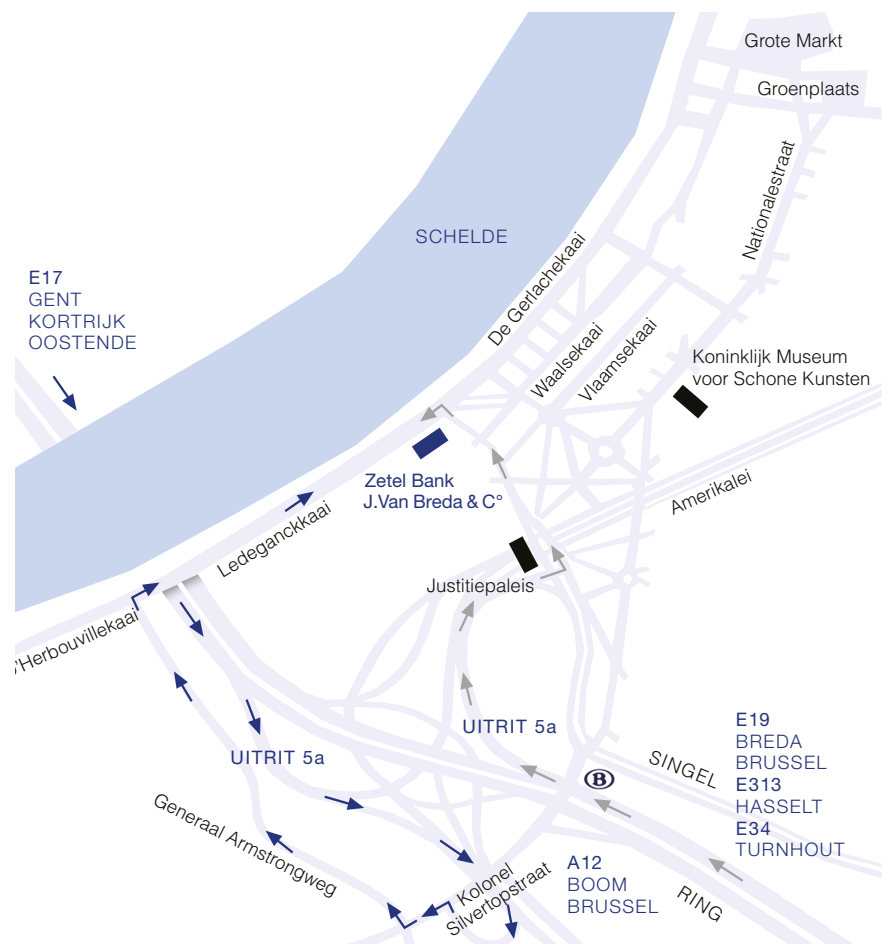 Grote Markt
Groenplaats
Nationalestraat
SCHELDE
De Gerlachekaai
E17
GENT
KORTRIJK
OOSTENDE
Waalsekaai
Vlaamsekaai
Koninklijk Museum
voor Schone Kunsten
Zetel Bank
J.Van Breda & C°
Amerikalei
Ledeganckkaai
Justitiepaleis
'Herbouvillekaai
UITRIT 5a
UITRIT 5a
E19
BREDA
BRUSSEL
E313
HASSELT
E34
TURNHOUT
SINGEL
B
Generaal Armstrongweg
Kolonel
Silvertopstraat
A12
BOOM
BRUSSEL
RING